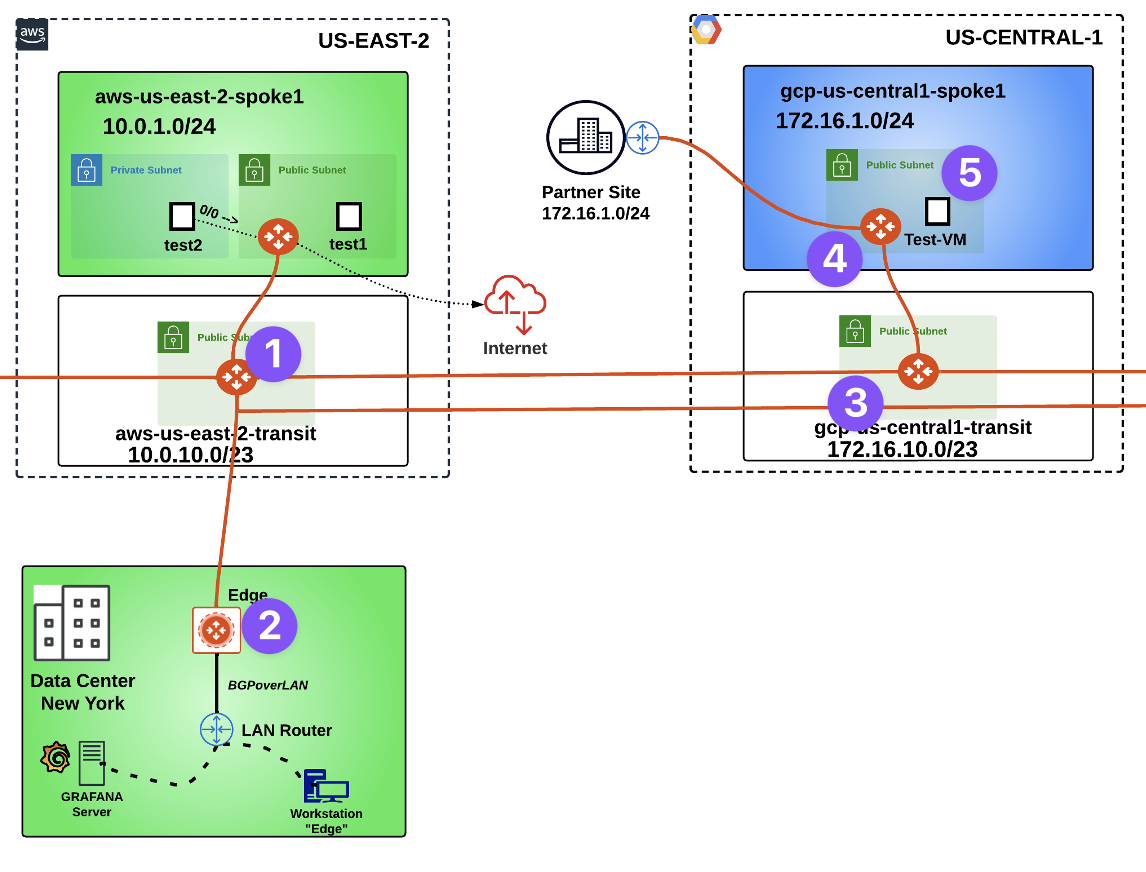 aws
US-EAST-2
aws-us-east-2-spoke1
10.0.1.0/24
Private Subnet
Public Subnet
0/0 -->
test2
test1
Internet
Public Sub
1
aws-us-east-2-transit
10.0.10.0/23
Partner Site
172.16.1.0/24
US-CENTRAL-1
gcp-us-central1-spoke1
172.16.1.0/24
Public Subnet
5
Test-VM
4
Public Subnet
3
gcp-us-central1-transit
172.16.10.0/23
Edge
2
Data Center
New York
BGPoverLAN
LAN Router
GRAFANA
Server
Workstation
"Edge"